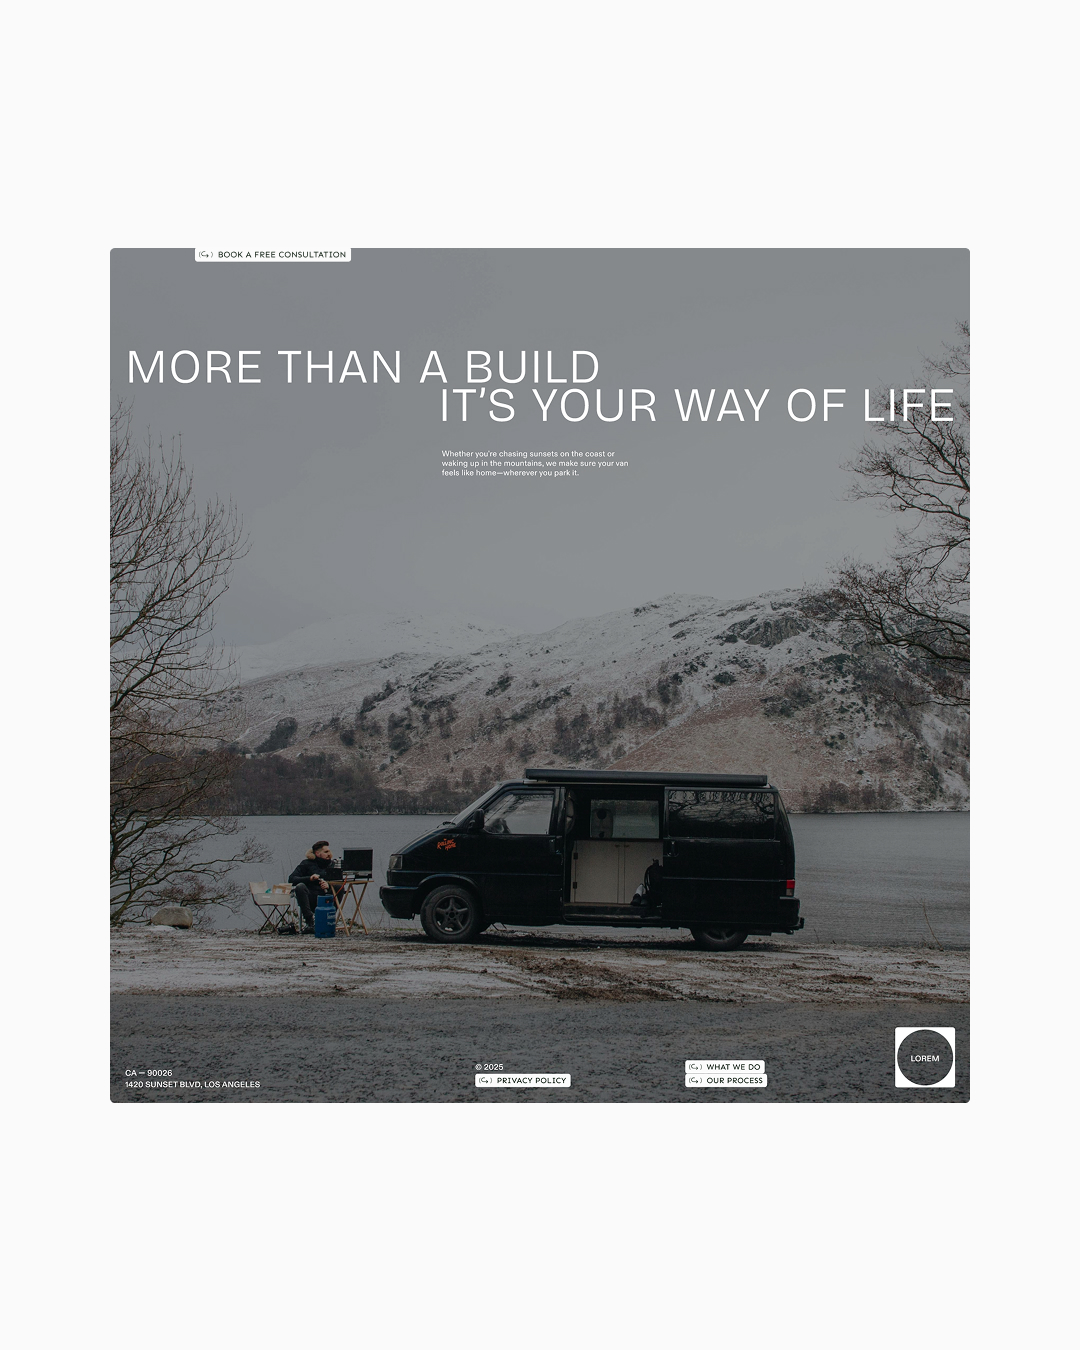 BOOK A FREE CONSULTATION
MORE THAN A BUILD
IT’S YOUR WAY OF LIFE
Whether you’re chasing sunsets on the coast or
waking up in the mountains, we make sure your van
feels like home—wherever you park it.
CA — 90026
1420 SUNSET BLVD, LOS ANGELES
© 2025
PRIVACY POLICY
WHAT WE DO
OUR PROCESS
LOREM